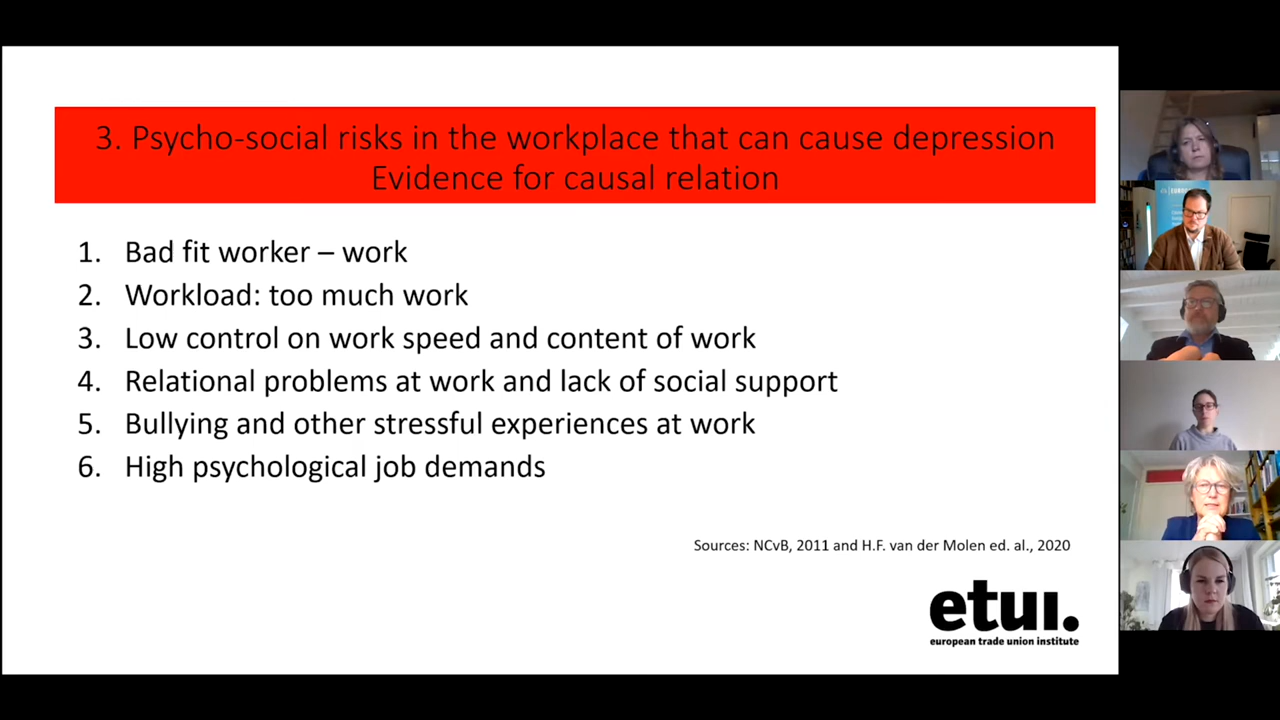 3. Psycho-social risks in the workplace that can cause depression
Evidence for causal relation
1. Bad fit worker – work
2. Workload: too much work
3. Low control on work speed and content of work
4. Relational problems at work and lack of social support
5. Bullying and other stressful experiences at work
6. High psychological job demands
Sources: NCvB, 2011 and H.F. van der Molen ed. al., 2020
etui.
european trade union institute